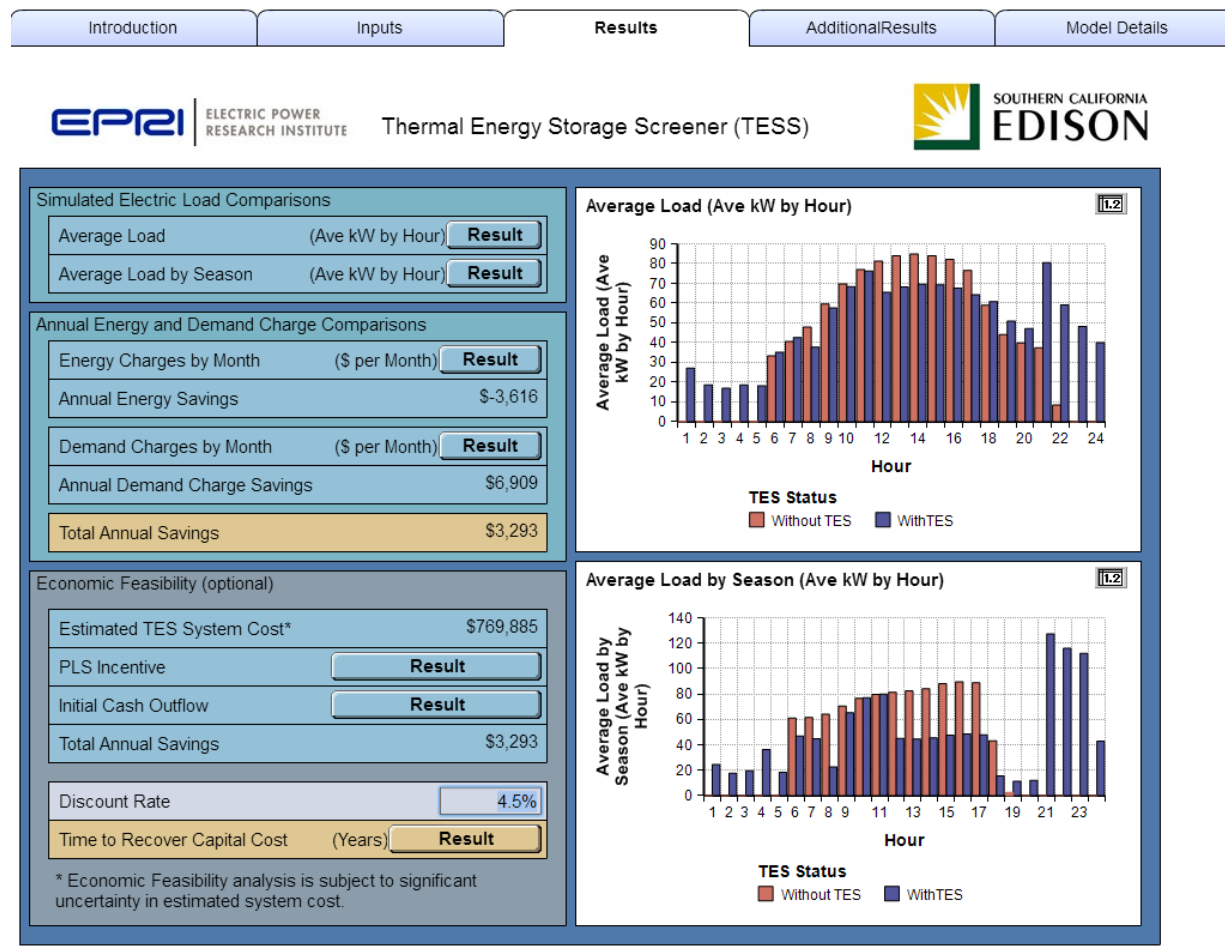 Introduction
Inputs
Results
AdditionalResults
Model Details
EPRI
ELECTRIC POWER
RESEARCH INSTITUTE
Thermal Energy Storage Screener (TESS)
SOUTHERN CALIFORNIA
EDISON
Simulated Electric Load Comparisons
Average Load (Ave kW by Hour) Result
Average Load by Season (Ave kW by Hour) Result
Annual Energy and Demand Charge Comparisons
Energy Charges by Month ($ per Month) Result
Annual Energy Savings $-3,616
Demand Charges by Month ($ per Month) Result
Annual Demand Charge Savings $6,909
Total Annual Savings $3,293
Economic Feasibility (optional)
Estimated TES System Cost* $769,885
PLS Incentive Result
Initial Cash Outflow Result
Total Annual Savings $3,293
Discount Rate 4.5%
Time to Recover Capital Cost (Years) Result
* Economic Feasibility analysis is subject to significant
uncertainty in estimated system cost.
Average Load (Ave kW by Hour)
1.2
Average Load (Ave
kW by Hour)
90
80
70
60
50
40
30
20
10
0
1 2 3 4 5 6 7 8 9 10 12 14 16 18 20 22 24
Hour
TES Status
Without TES WithTES
Average Load by Season (Ave kW by Hour)
1.2
Average Load by
Season (Ave kW by
Hour)
140
120
100
80
60
40
20
0
1 2 3 4 5 6 7 8 9 11 13 15 17 19 21 23
Hour
TES Status
Without TES WithTES